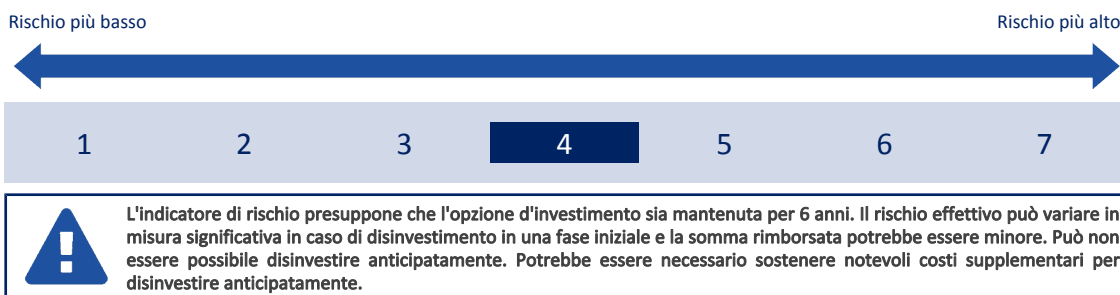 Rischio più basso Rischio più alto
1 2 3 4 5 6 7
L'indicatore di rischio presuppone che l'opzione d'investimento sia mantenuta per 6 anni. Il rischio effettivo può variare in
misura significativa in caso di disinvestimento in una fase iniziale e la somma rimborsata potrebbe essere minore. Può non
essere possibile disinvestire anticipatamente. Potrebbe essere necessario sostenere notevoli costi supplementari per
disinvestire anticipatamente.